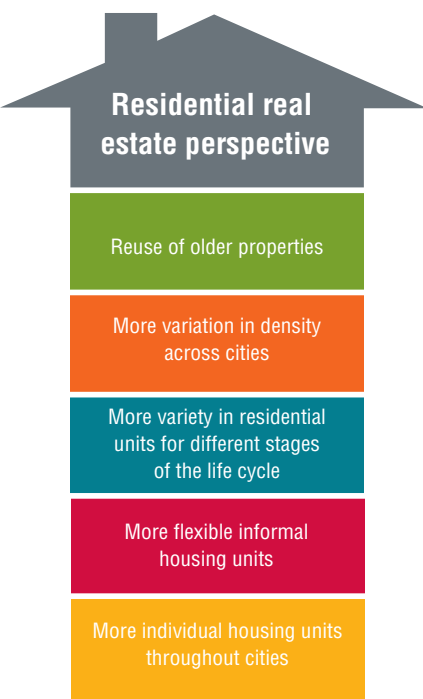 Residential real
estate perspective
Reuse of older properties
More variation in density
across cities
More variety in residential
units for different stages
of the life cycle
More flexible informal
housing units
More individual housing units
throughout cities